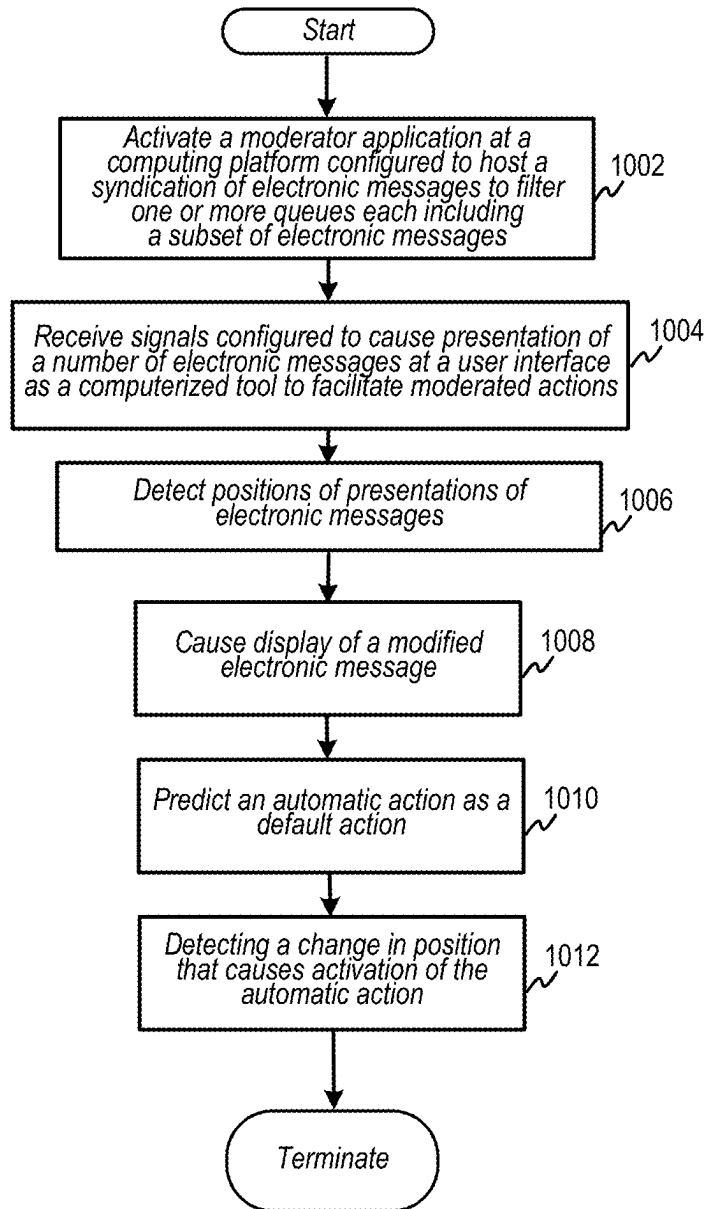 Start
Activate a moderator application at a
computing platform configured to host a
syndication of electronic messages to filter
one or more queues each including
a subset of electronic messages
1002
Receive signals configured to cause presentation of
a number of electronic messages at a user interface
as a computerized tool to facilitate moderated actions
1004
Detect positions of presentations of
electronic messages
1006
Cause display of a modified
electronic message
1008
Predict an automatic action as a
default action
1010
Detecting a change in position
that causes activation of the
automatic action
1012
Terminate